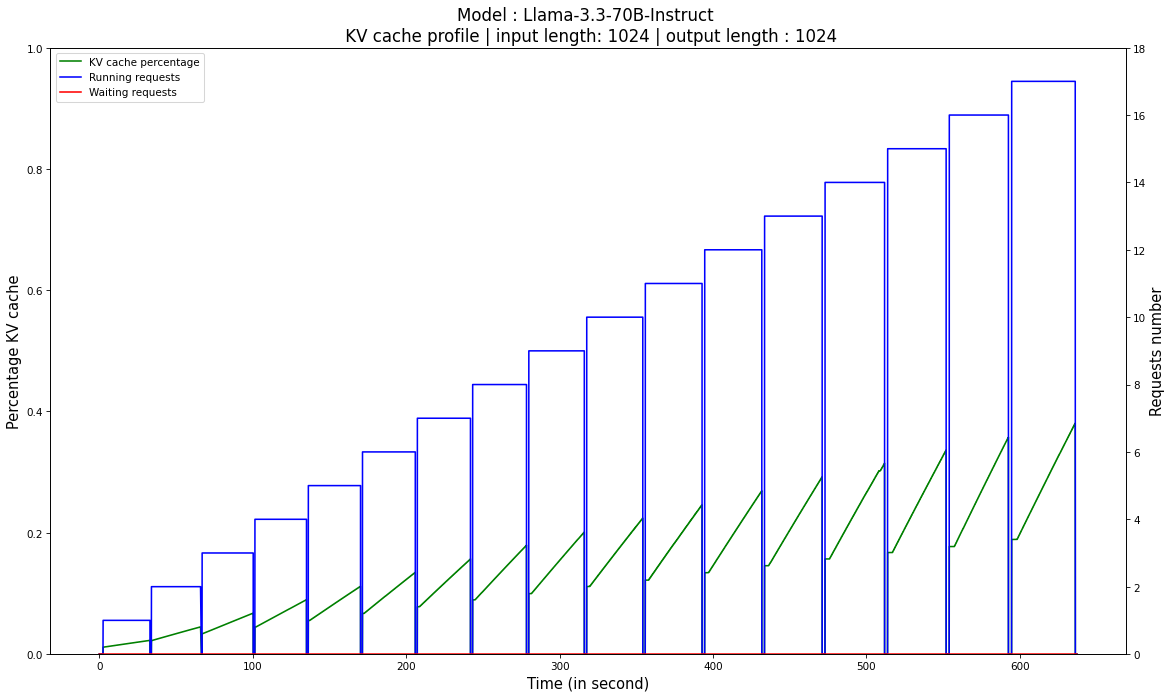 Model : Llama-3.3-70B-Instruct
KV cache profile | input length: 1024 | output length : 1024
KV cache percentage
Running requests
Waiting requests
Percentage KV cache
1.0
0.8
0.6
0.4
0.2
0.0
18
16
14
12
10
8
6
4
2
0
Requests number
0
100
200
300
400
500
600
Time (in second)